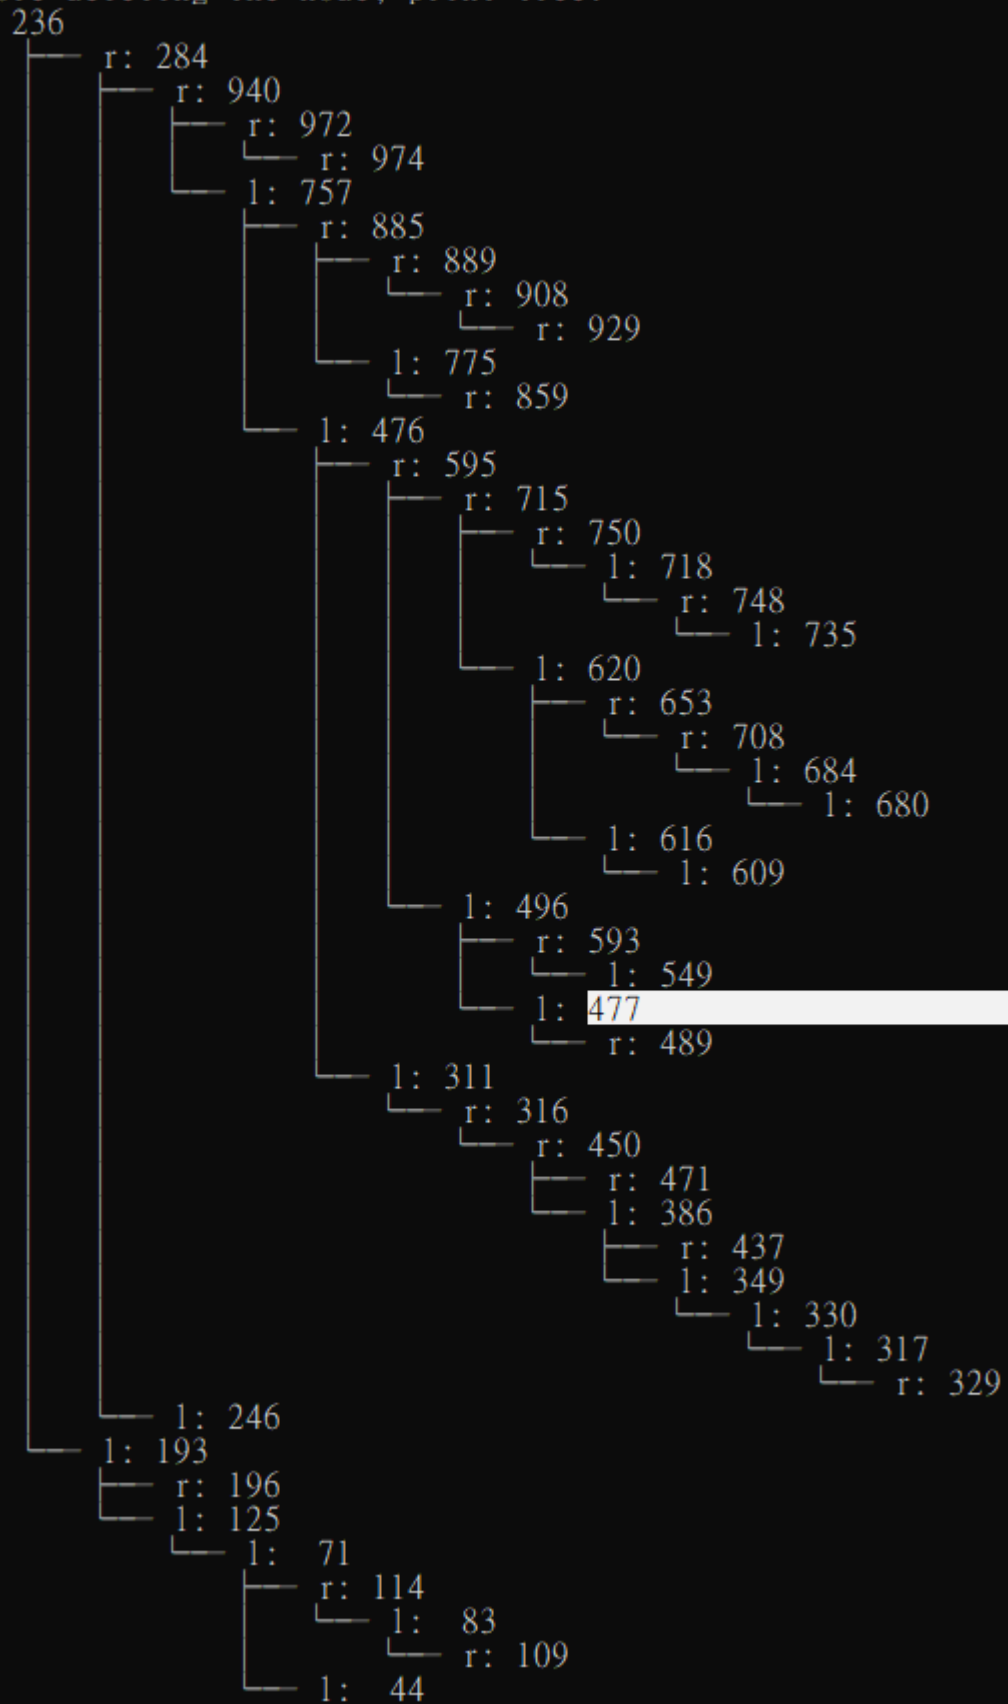 236
├── r: 284
│   ├── r: 940
│   │   ├── r: 972
│   │   │   └── r: 974
│   │   └── l: 757
│   │       ├── r: 885
│   │       │   ├── r: 889
│   │       │   │   └── r: 908
│   │       │   │       └── r: 929
│   │       │   └── l: 775
│   │       │       └── r: 859
│   │       └── l: 476
│   │           ├── r: 595
│   │           │   ├── r: 715
│   │           │   │   ├── r: 750
│   │           │   │   │   └── l: 718
│   │           │   │   │       └── r: 748
│   │           │   │   │           └── l: 735
│   │           │   │   └── l: 620
│   │           │   │       ├── r: 653
│   │           │   │       │   └── r: 708
│   │           │   │       │       └── l: 684
│   │           │   │       │           └── l: 680
│   │           │   │       └── l: 616
│   │           │   │           └── l: 609
│   │           │   └── l: 496
│   │           │       ├── r: 593
│   │           │       │   └── l: 549
│   │           │       └── l: 477
│   │           │           └── r: 489
│   │           └── l: 311
│   │               └── r: 316
│   │                   └── r: 450
│   │                       ├── r: 471
│   │                       └── l: 386
│   │                           ├── r: 437
│   │                           └── l: 349
│   │                               └── l: 330
│   │                                   └── l: 317
│   │                                       └── r: 329
│   └── l: 246
└── l: 193
    ├── r: 196
    └── l: 125
        └── l:  71
            ├── r: 114
            │   └── l:  83
            │       └── r: 109
            └── l:  44